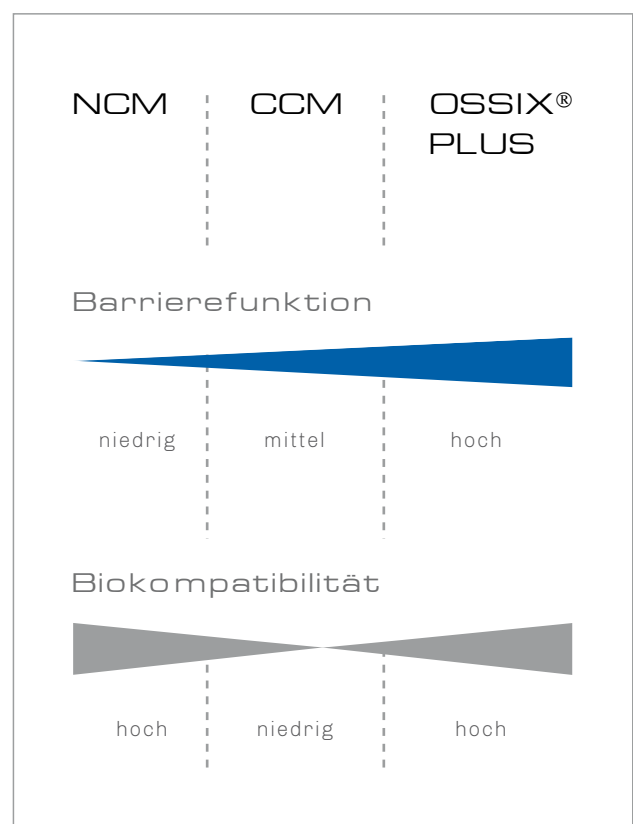 NCM CCM OSSIX®
PLUS
Barrierefunktion
niedrig mittel hoch
Biokompatibilität
hoch niedrig hoch